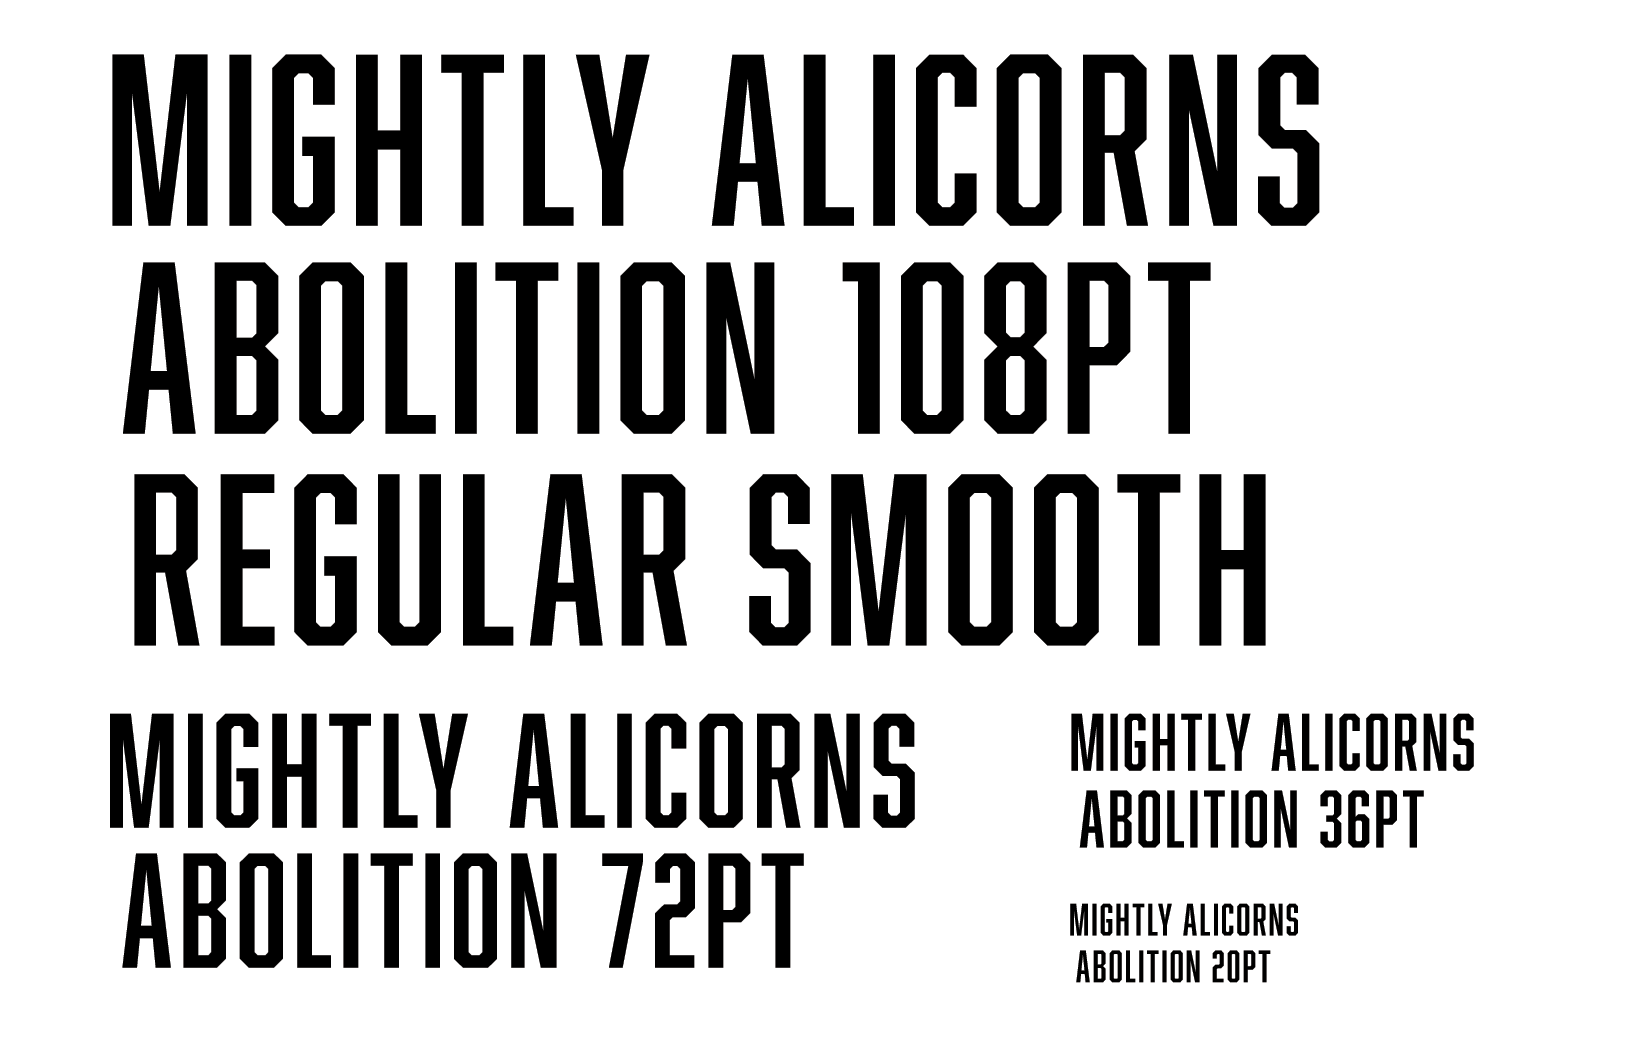 MIGHTLY ALICORNS
ABOLITION 108PT
REGULAR SMOOTH
MIGHTLY ALICORNS
ABOLITION 72PT
MIGHTLY ALICORNS
ABOLITION 36PT
MIGHTLY ALICORNS
ABOLITION 20PT